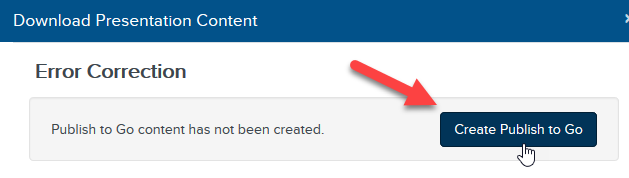 Download Presentation Content
Error Correction
Publish to Go content has not been created.
Create Publish to Go